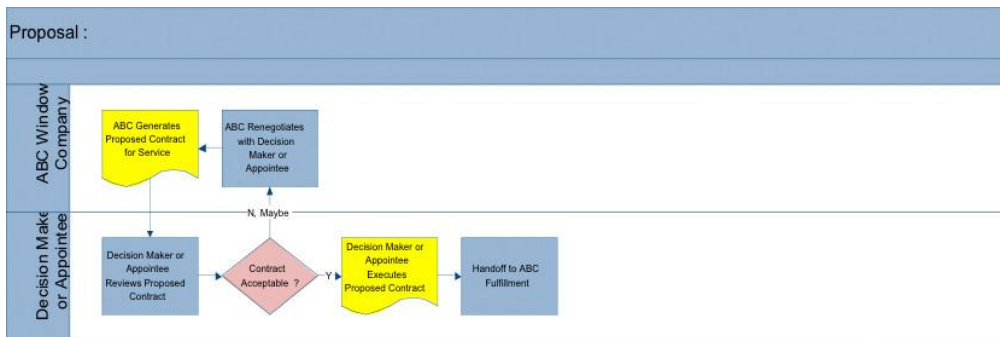 Proposal :
ABC Window
Company
ABC Generates
Proposed Contract
for Service
ABC Renegotiates
with Decision
Maker or
Appointee
N, Maybe
Decision Make
or Appointee
Decision Maker or
Appointee
Reviews Proposed
Contract
Contract
Acceptable ?
Y
Decision Maker or
Appointee
Executes
Proposed Contract
Handoff to ABC
Fulfillment